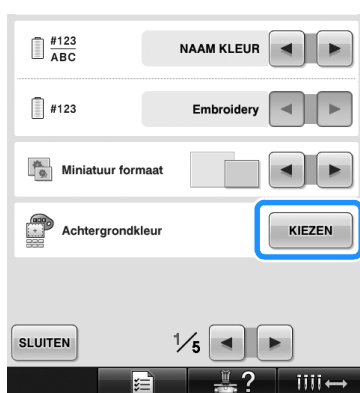 #123
ABC
NAAM KLEUR
#123
Embroidery
Miniatuur formaat
Achtergrondkleur
KIEZEN
SLUITEN
1/5
?